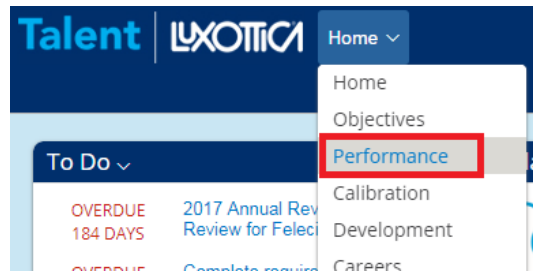 Talent LUXOTTICA Home
Home
Objectives
Performance
Calibration
Development
Careers
To Do
OVERDUE 2017 Annual Rev
184 DAYS Review for Feleci
OVERDUE Complete require